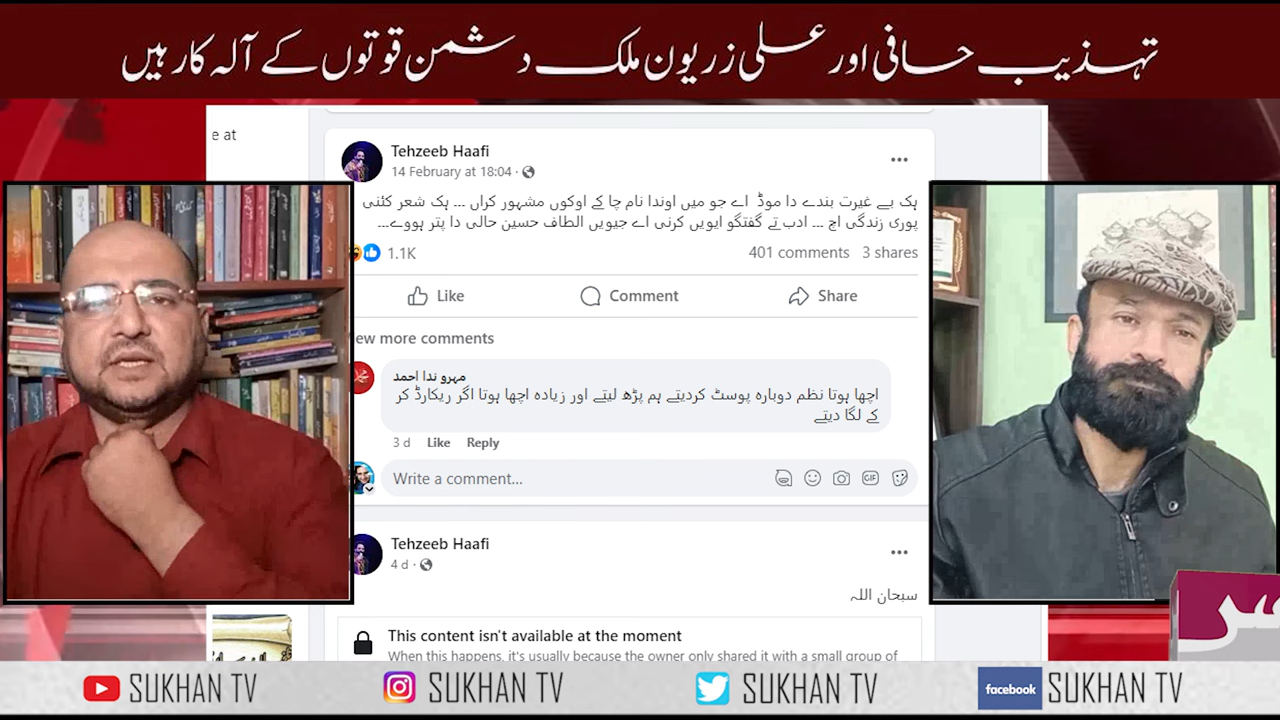 تہذیب حافی اور علی زریون ملک دشمن قوتوں کے آلہ کار ہیں
e at
Tehzeeb Haafi
14 February at 18:04
ہک بے غیرت بندے دا موڈ اے جو میں اوندا نام چا کے اوکوں مشہور کراں --- ہک شعر کئنی
پوری زندگی اچ --- ادب تے گفتگو ایویں کرنی اے جیویں الطاف حسین حالی دا پتر ہووے---
1.1K
401 comments 3 shares
Like Comment Share
ew more comments
مہرو ندا احمد
اچھا ہوتا نظم دوبارہ پوسٹ کردیتے ہم پڑھ لیتے اور زیادہ اچھا ہوتا اگر ریکارڈ کر
کے لگا دیتے
3 d Like Reply
Write a comment...
GIF
Tehzeeb Haafi
4 d
سبحان اللہ
This content isn't available at the moment
When this happens, it's usually because the owner only shared it with a small group of
SUKHAN TV SUKHAN TV SUKHAN TV facebook SUKHAN TV